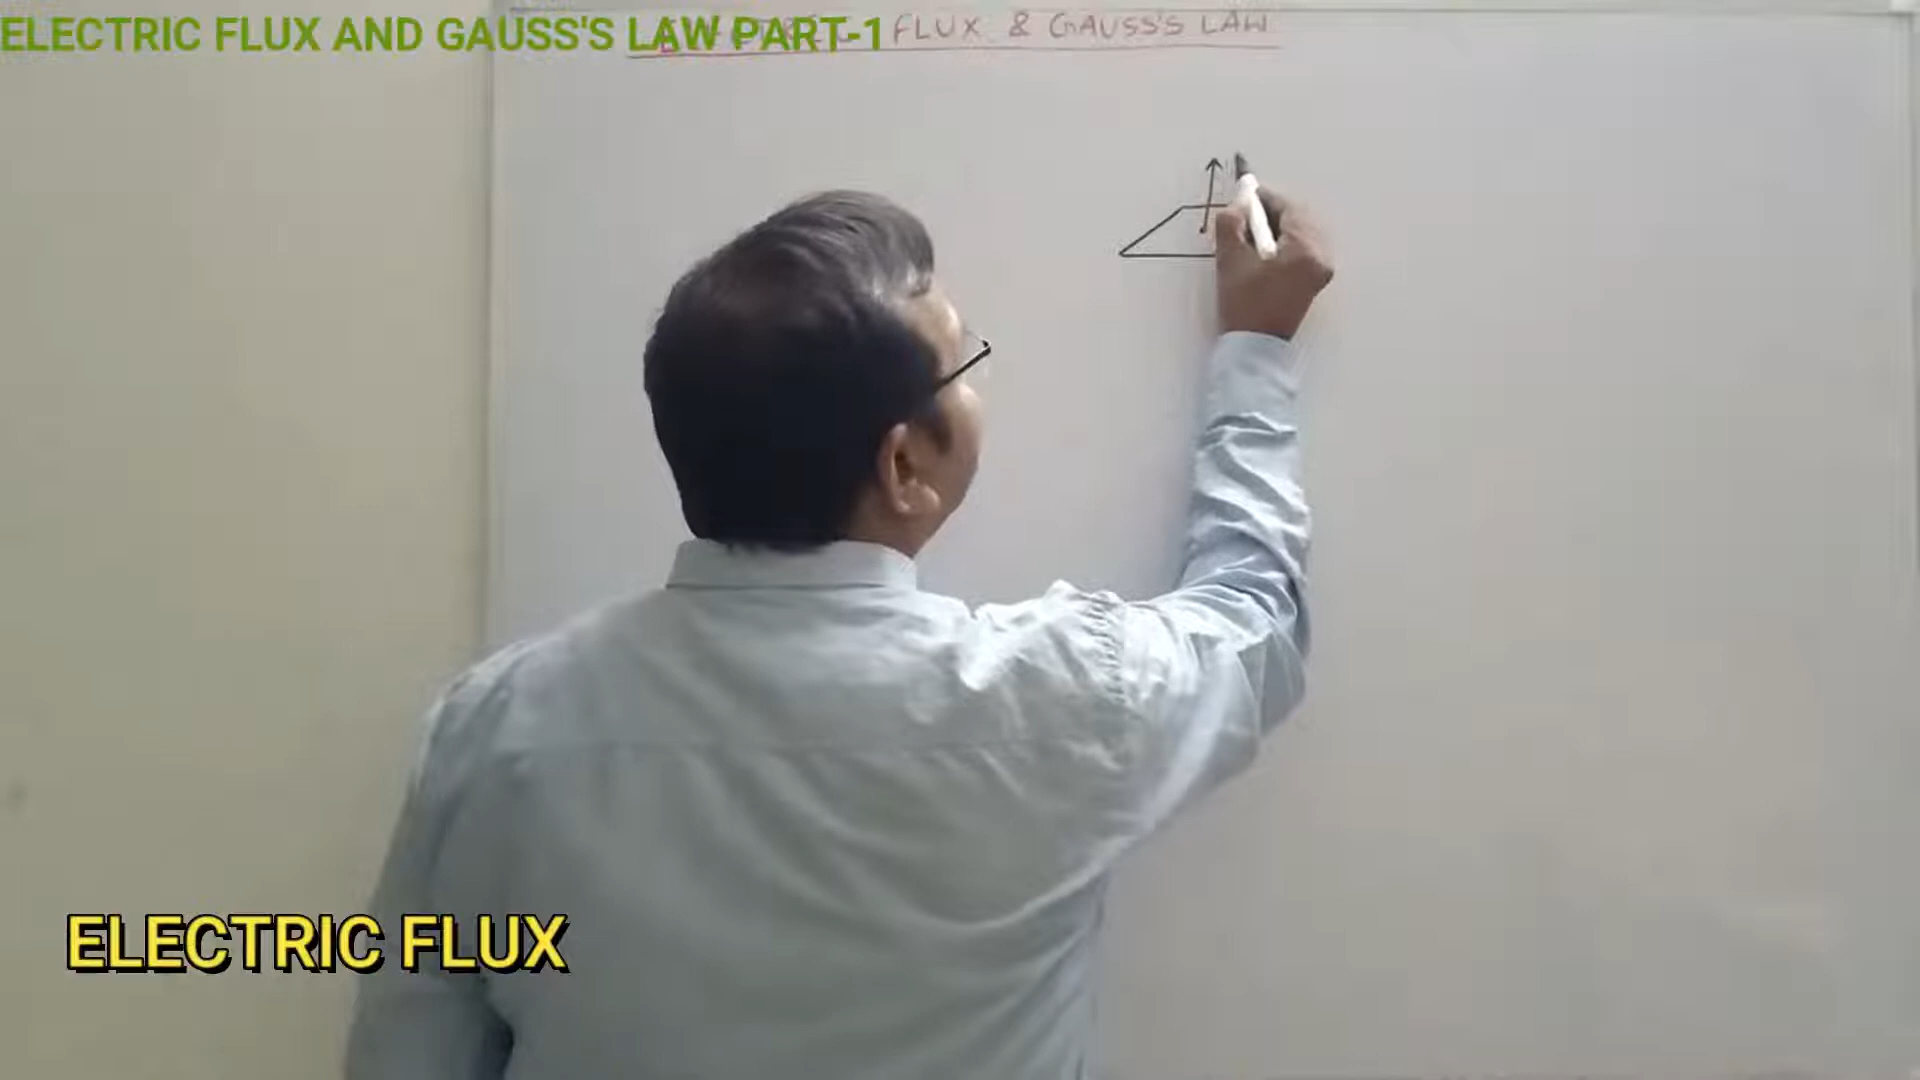 ELECTRIC FLUX AND GAUSS'S LAW PART-1
FLUX & GAUSS'S LAW
ELECTRIC FLUX